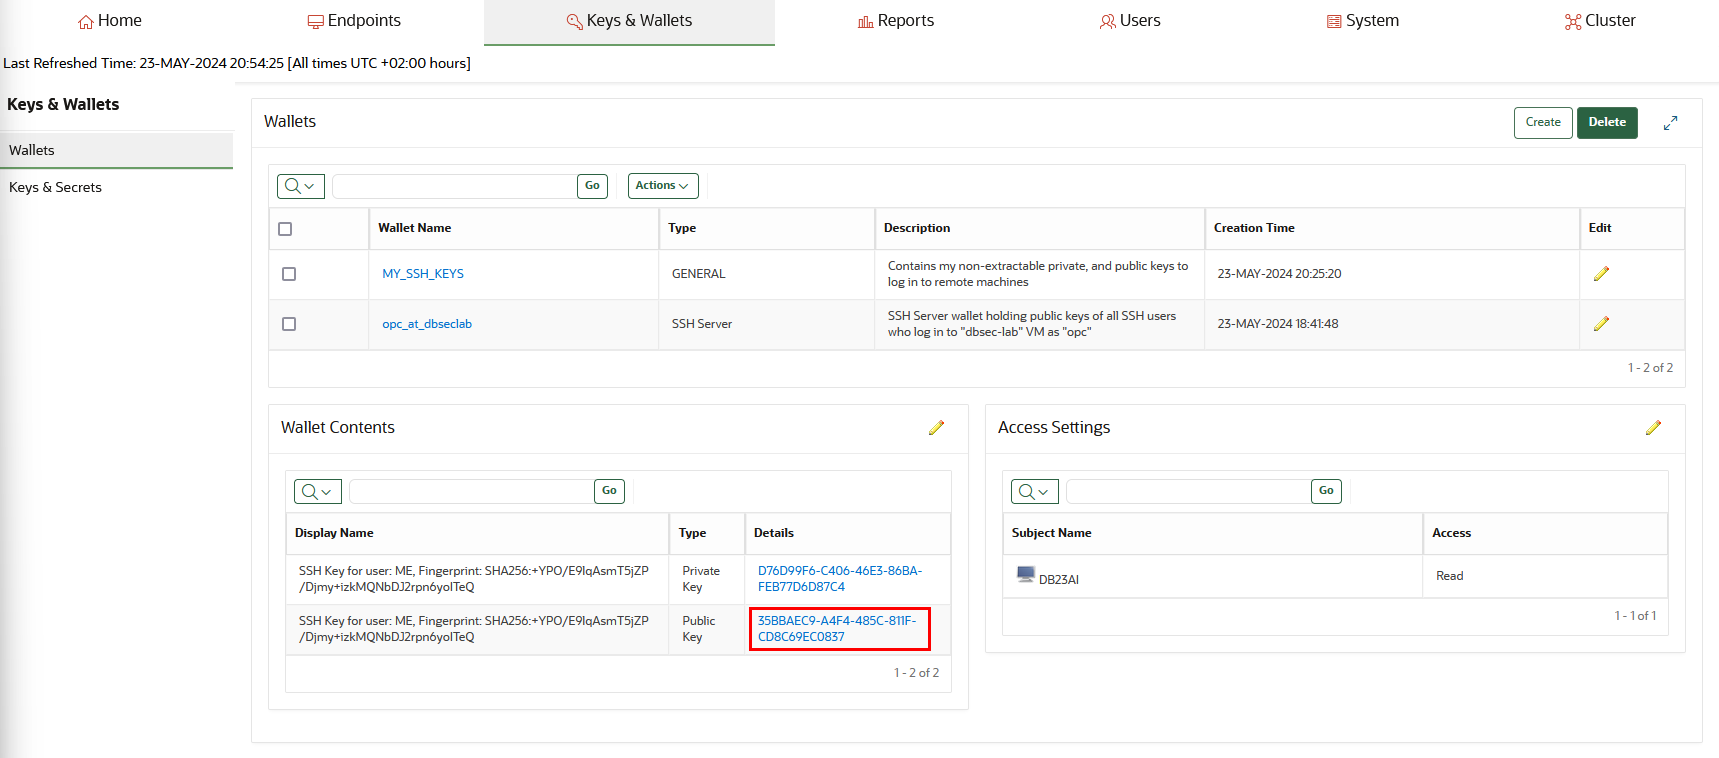 Home
Endpoints
Keys & Wallets
Reports
Users
System
Cluster
Last Refreshed Time: 23-MAY-2024 20:54:25 [All times UTC +02:00 hours]
Keys & Wallets
Wallets
Keys & Secrets
Wallets
Create
Delete
Go
Actions
Wallet Name
Type
Description
Creation Time
Edit
MY_SSH_KEYS
GENERAL
Contains my non-extractable private, and public keys to
log in to remote machines
23-MAY-2024 20:25:20
opc_at_dbseclab
SSH Server
SSH Server wallet holding public keys of all SSH users
who log in to "dbsec-lab" VM as "opc"
23-MAY-2024 18:41:48
1 - 2 of 2
Wallet Contents
Go
Display Name
Type
Details
SSH Key for user: ME, Fingerprint: SHA256:+YPO/E9IqAsmT5jZP
/Djmy+izkMQNbDJ2rpn6yoITeQ
Private
Key
D76D99F6-C406-46E3-86BA-
FEB77D6D87C4
SSH Key for user: ME, Fingerprint: SHA256:+YPO/E9IqAsmT5jZP
/Djmy+izkMQNbDJ2rpn6yoITeQ
Public
Key
35BBAEC9-A4F4-485C-811F-
CD8C69EC0837
1 - 2 of 2
Access Settings
Go
Subject Name
Access
DB23AI
Read
1 - 1 of 1